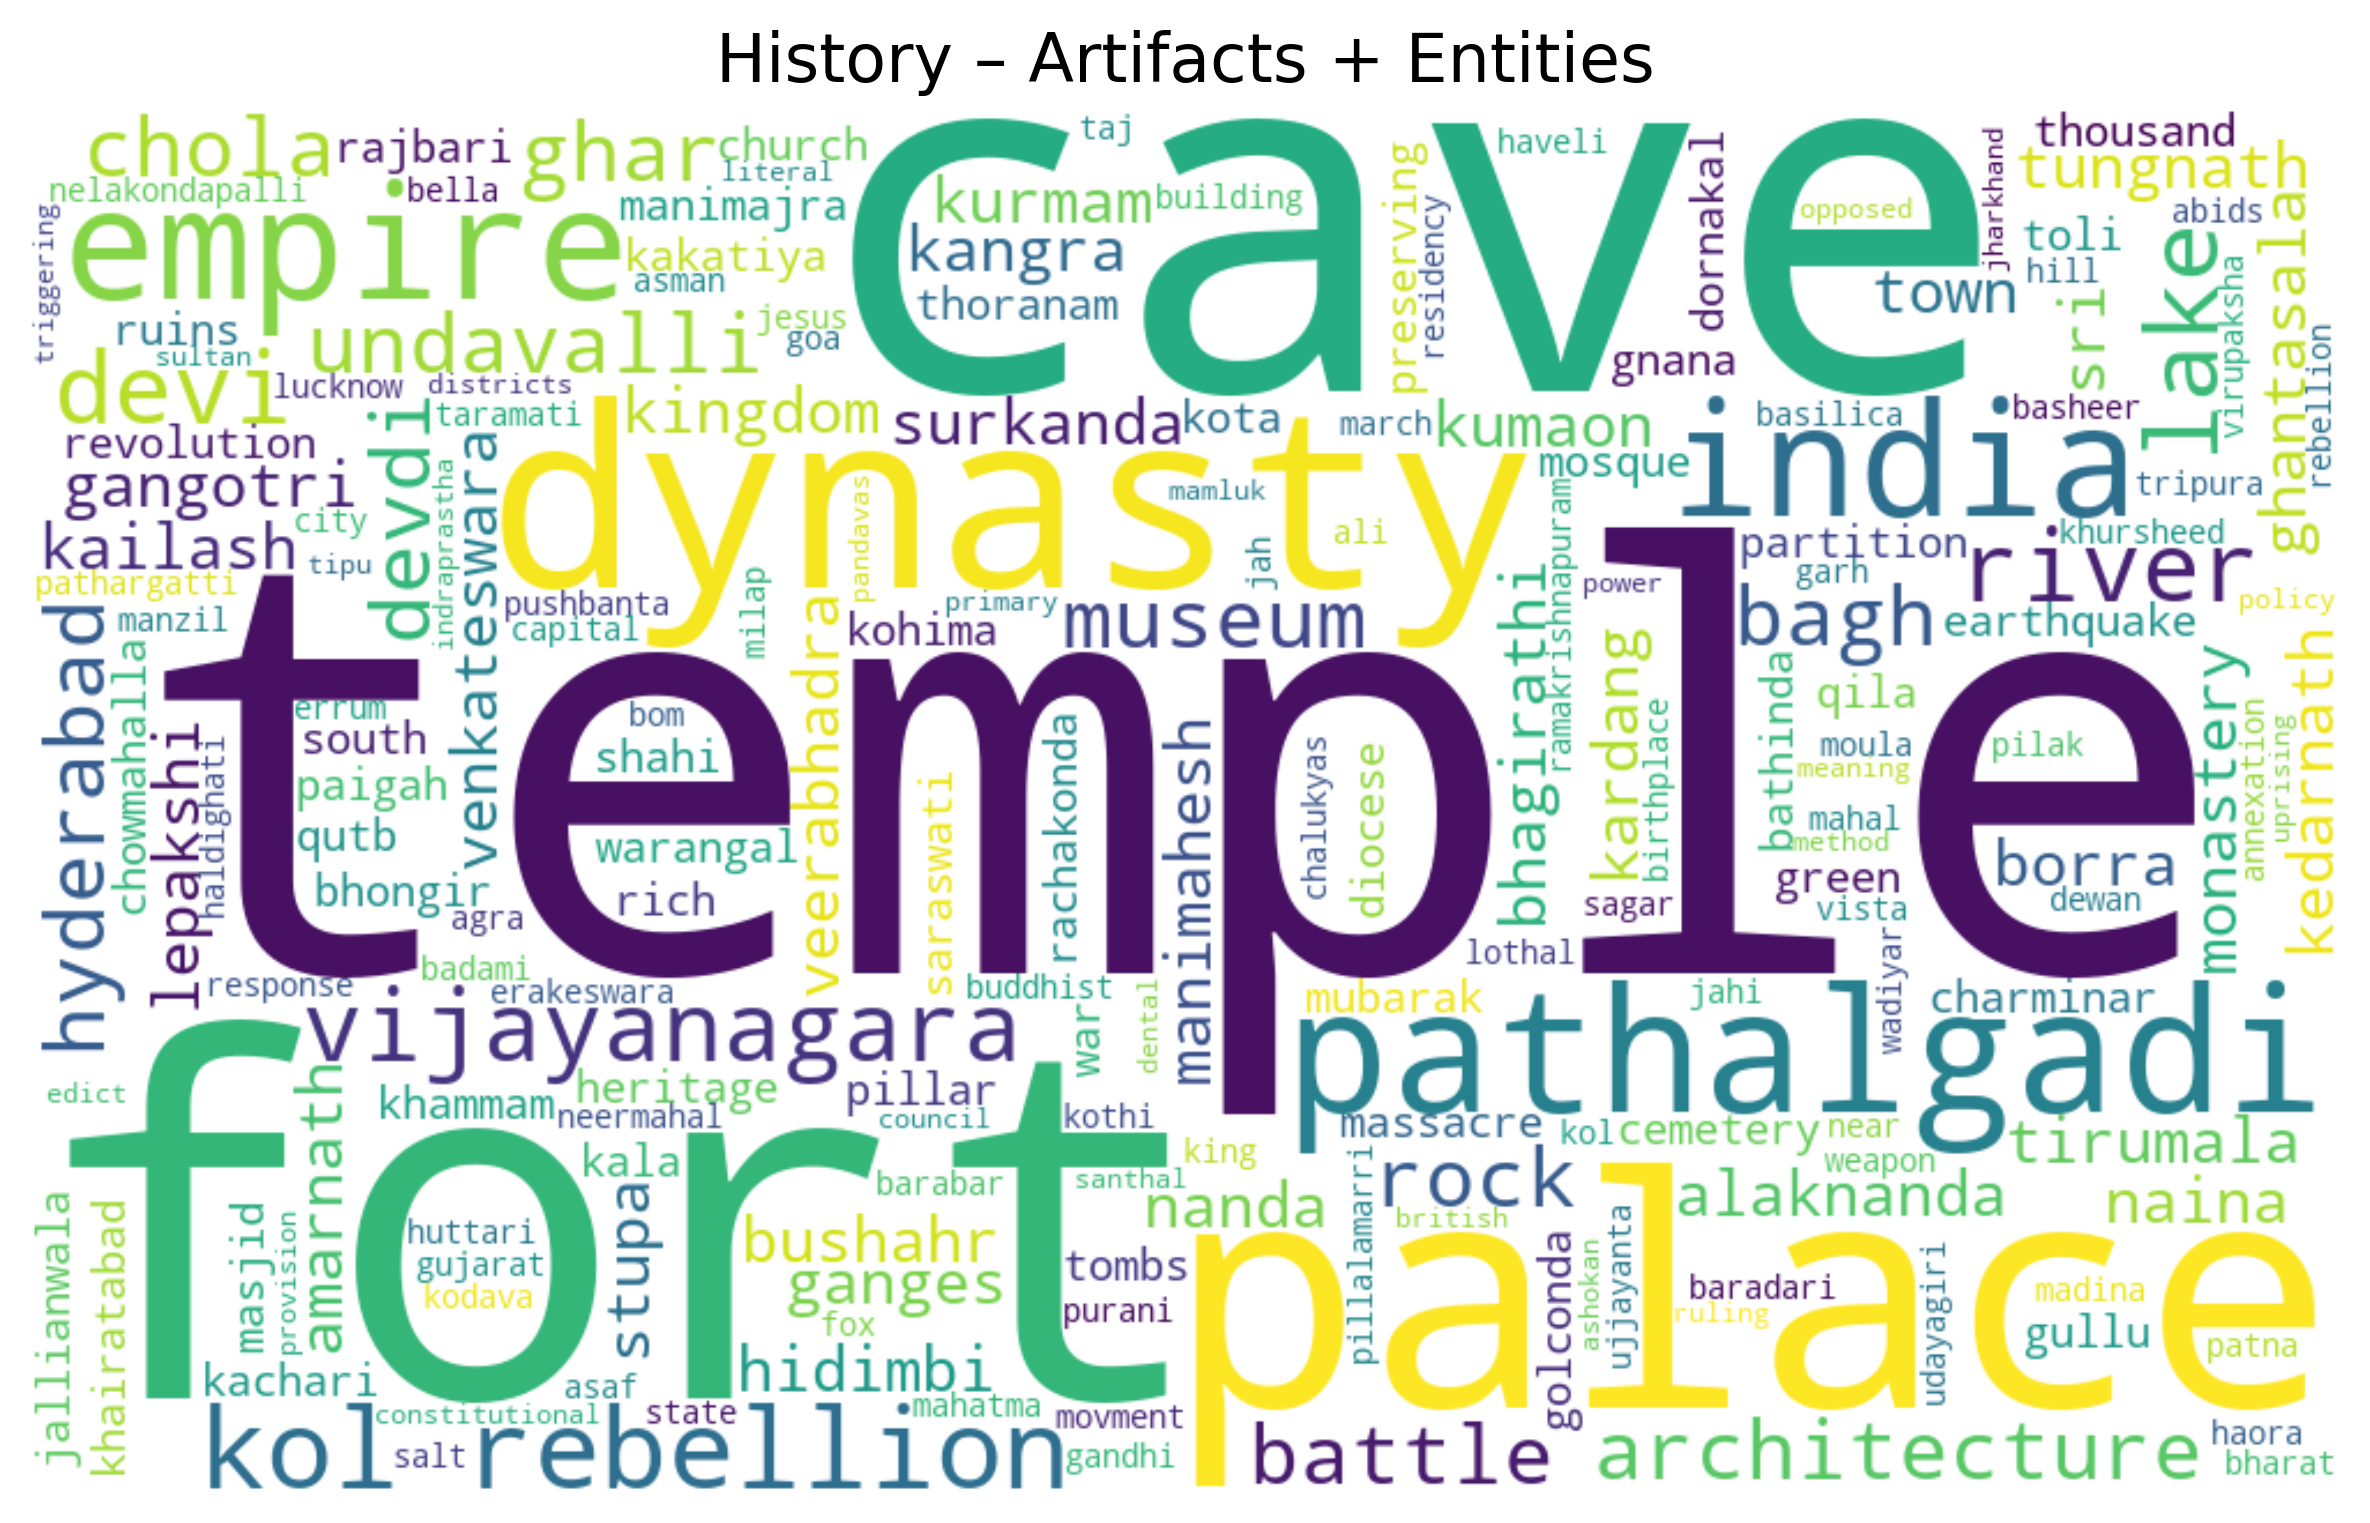 History – Artifacts + Entities
chola
rajbari
ghar
church
taj
cave
haveli
thousand
literal
nelakondapalli
bella
manimajra
kurmam
building
preserving
residency
dornakal
opposed
jharkhand
tungnath
abids
triggering
empire
kakatiya
asman
kangra
thoranam
town
toli
hill
lake
virupaksha
ghantasala
ruins
sultan
undavalli
jesus
goa
gnana
sri
rebellion
devi
lucknow
districts
devdi
taramati
kingdom
surkanda
kota
march
kumaon
basilica
basheer
revolution
gangotri
venkateswara
indraprastha
dynasty
pandavas
mamluk
ali
mosque
india
tripura
kailash
city
tipu
jah
ramakrishnapuram
partition
khursheed
garh
river
pathargatti
manzil
pushbanta
capital
milap
kohima
primary
museum
bhagirathi
power
bagh
earthquake
policy
hyderabad
chowmahalla
temple
errum
south
bom
shahi
veerabhadra
rachakonda
manimahesh
kardang
birthplace
bathinda
qila
moula
meaning
pilak
monastery
annexation
uprising
kedarnath
lepakshi
haldighati
paigah
qutb
warangal
saraswati
chalukyas
diocese
mahal
method
bhongir
agra
rich
sagar
green
vista
borra
dewan
lothal
response
badami
erakeswara
buddhist
dental
mubarak
jahi
wadiyar
charminar
vijayanagara
war
pathalgadi
edict
amarnath
khammam
heritage
neermahal
pillar
council
kothi
massacre
kol
cemetery
near
tirumala
fort
kala
barabar
santhal
king
pillalamarri
rock
weapon
alaknanda
naina
jallianwala
khairatabad
masjid
provision
huttari
gujarat
kodava
stupa
bushahr
ganges
fox
nanda
british
tombs
purani
golconda
ashokan
ujjayanta
baradari
ruling
udayagiri
madina
gullu
patna
palace
kachari
asaf
hidimbi
mahatma
movment
constitutional
state
kol rebellion
salt
gandhi
battle
architecture
haora
bharat